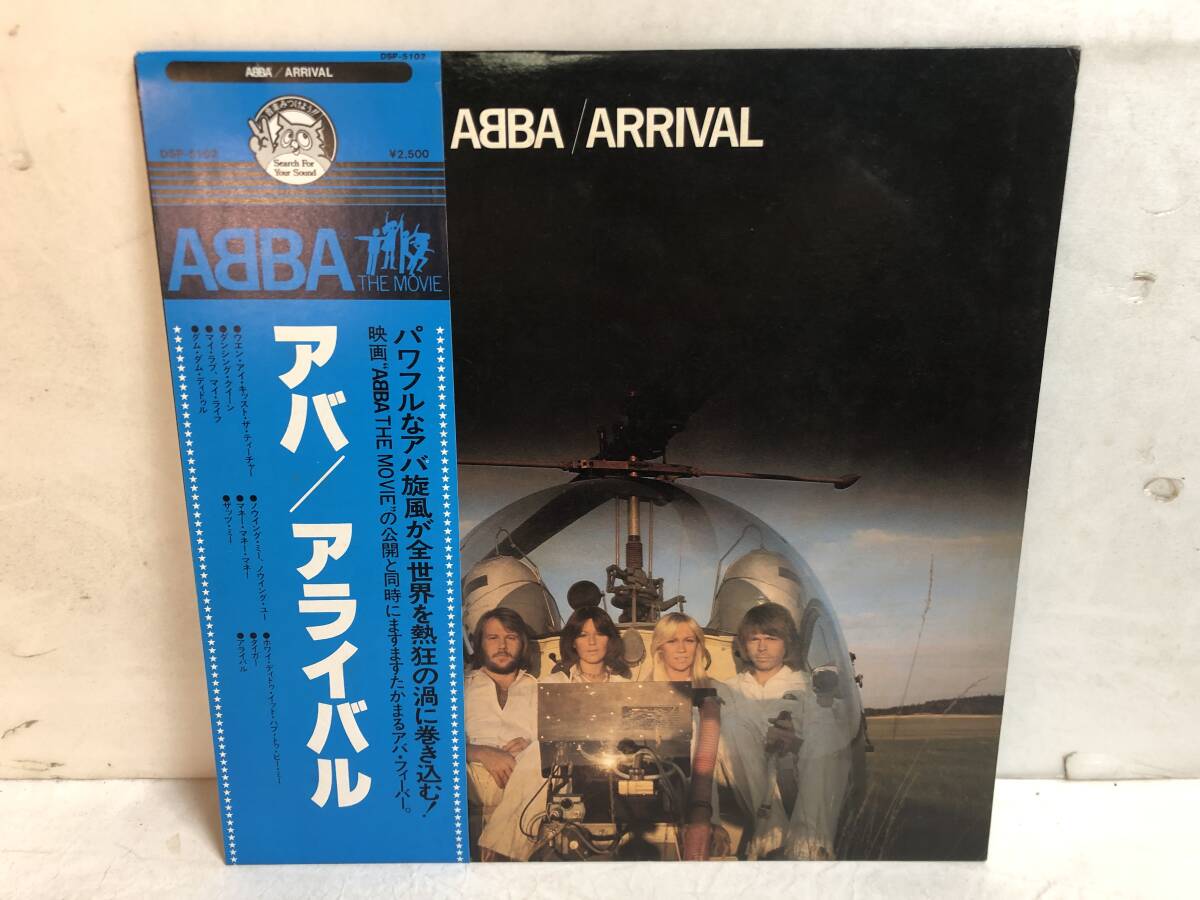 DSP-5102
ABBA / ARRIVAL
音楽みつけよう!!
Search For
Your Sound
DSP-5102
¥2,500
ABBA
THE MOVIE
パワフルなアバ旋風が全世界を熱狂の渦に巻き込む!
映画“ABBA THE MOVIE”の公開と同時にますますたかまるアバ・フィーバー。
アバ/アライバル
●ウエン・アイ・キッスト・ザ・ティーチャー
●ダンシング・クイーン
●マイ・ラブ、マイ・ライフ
●ダム・ダム・ディドゥル
●ノウイング・ミー、ノウイング・ユー
●マネー・マネー・マネー
●ザッツ・ミー
●ホワイ・ディドゥ・イット・ハフ・トゥ・ビー・ミー
●タイガー
●アライバル
ABBA / ARRIVAL